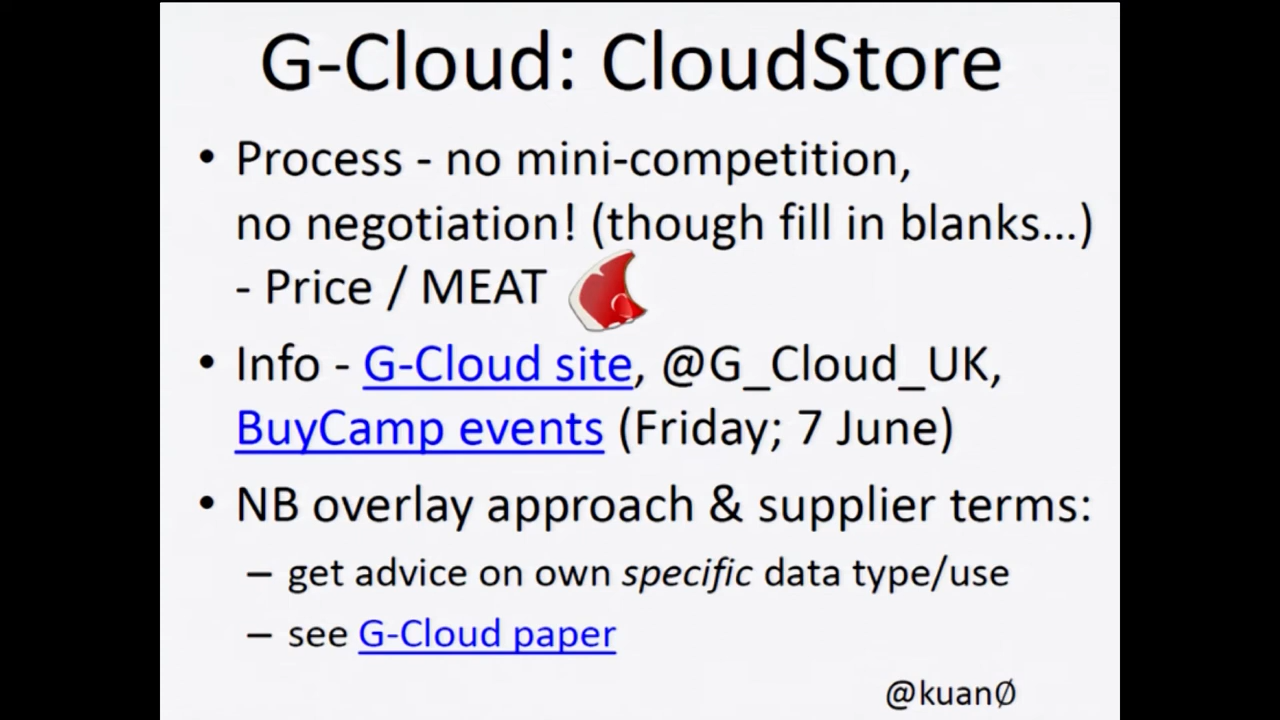 G-Cloud: CloudStore
• Process - no mini-competition,
no negotiation! (though fill in blanks...)
- Price / MEAT
• Info - G-Cloud site, @G_Cloud_UK,
BuyCamp events (Friday; 7 June)
• NB overlay approach & supplier terms:
– get advice on own specific data type/use
– see G-Cloud paper
@kuan∅